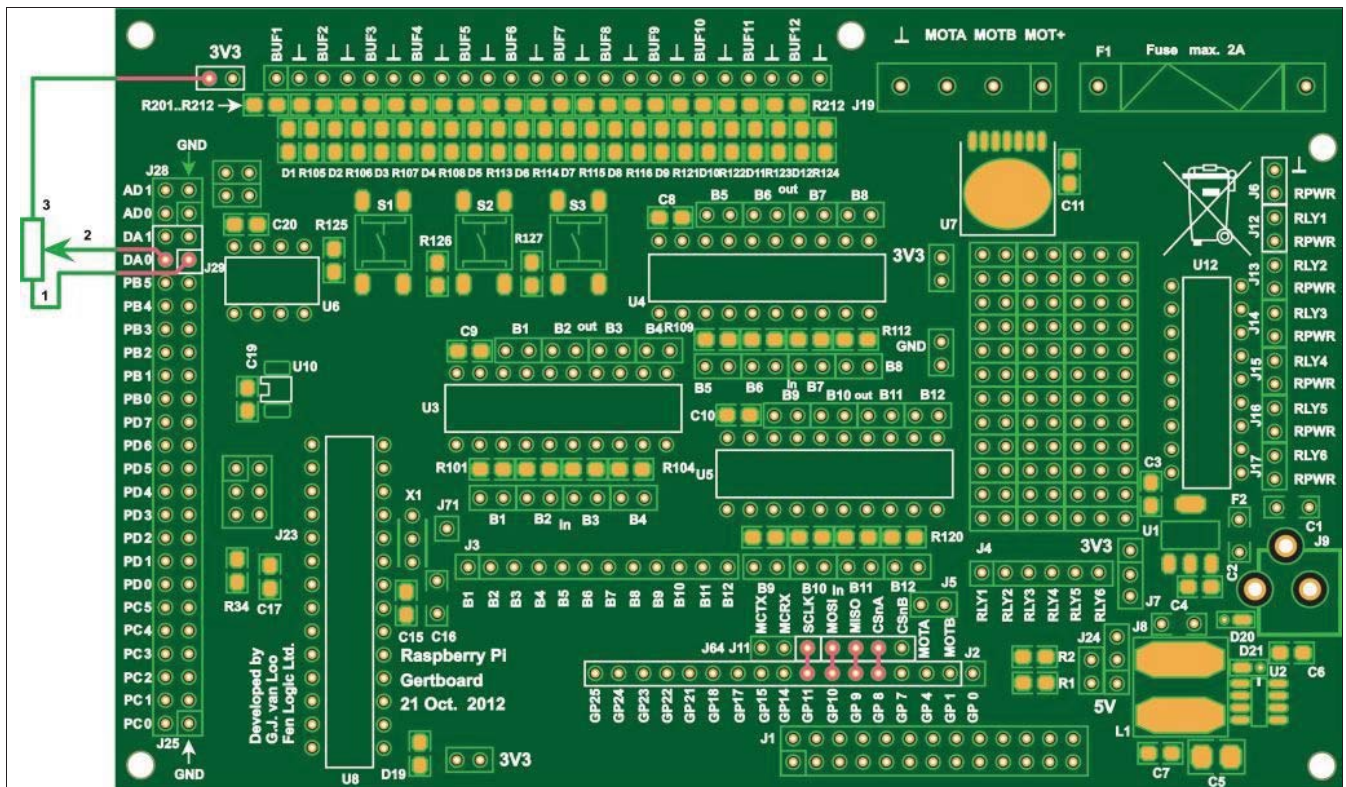 3V3
BUF1 ⊥ BUF2 ⊥ BUF3 ⊥ BUF4 ⊥ BUF5 ⊥ BUF6 ⊥ BUF7 ⊥ BUF8 ⊥ BUF9 ⊥ BUF10 ⊥ BUF11 ⊥ BUF12 ⊥
⊥ MOTA MOTB MOT+
F1 Fuse max. 2A
R201..R212
R212
J19
D1 R105 D2 R106 D3 R107 D4 R108 D5 R113 D6 R114 D7 R115 D8 R116 D9 R121 D10 R122 D11 R123 D12 R124
GND
J28
AD1
AD0
DA1
DA0
PB5
PB4
PB3
PB2
PB1
PB0
PD7
PD6
PD5
PD4
PD3
PD2
PD1
PD0
PC5
PC4
PC3
PC2
PC1
PC0
J25
GND
3
2
1
C20
R125
J29
U6
S1
S2
S3
R126
R127
C8
B5 B6 out B7 B8
3V3
U4
U7
C11
⊥
J6
RPWR
RLY1
J12
RPWR
RLY2
J13
RPWR
RLY3
J14
RPWR
RLY4
J15
RPWR
RLY5
J16
RPWR
RLY6
J17
RPWR
U12
C9
B1 B2 out B3 B4
R109
R112
GND
B5 B6 In B7 B8
C19
U10
U3
C10
B9 B10 out B11 B12
R101
R104
U5
B1 B2 In B3 B4
J23
X1
J71
R120
C3
U1
F2
C1
J9
C2
3V3
J4
J3
B1 B2 B3 B4 B5 B6 B7 B8 B9 B10 B11 B12
B9 B10 In B11 B12
J5
RLY1 RLY2 RLY3 RLY4 RLY5 RLY6
J7
C4
R34
C17
C15
C16
MCTX MCRX SCLK MOSI MISO CSnA CSnB MOTA MOTB
J64 J11
J2
J8
D20
J24
D21
U2
C6
R2
R1
5V
L1
Raspberry Pi
Gertboard
21 Oct. 2012
Developed by
G.J. van Loo
Fen Logic Ltd.
GP25 GP24 GP23 GP22 GP21 GP18 GP17 GP15 GP14 GP11 GP10 GP 9 GP 8 GP 7 GP 4 GP 1 GP 0
J1
U8
D19
3V3
C7
C5